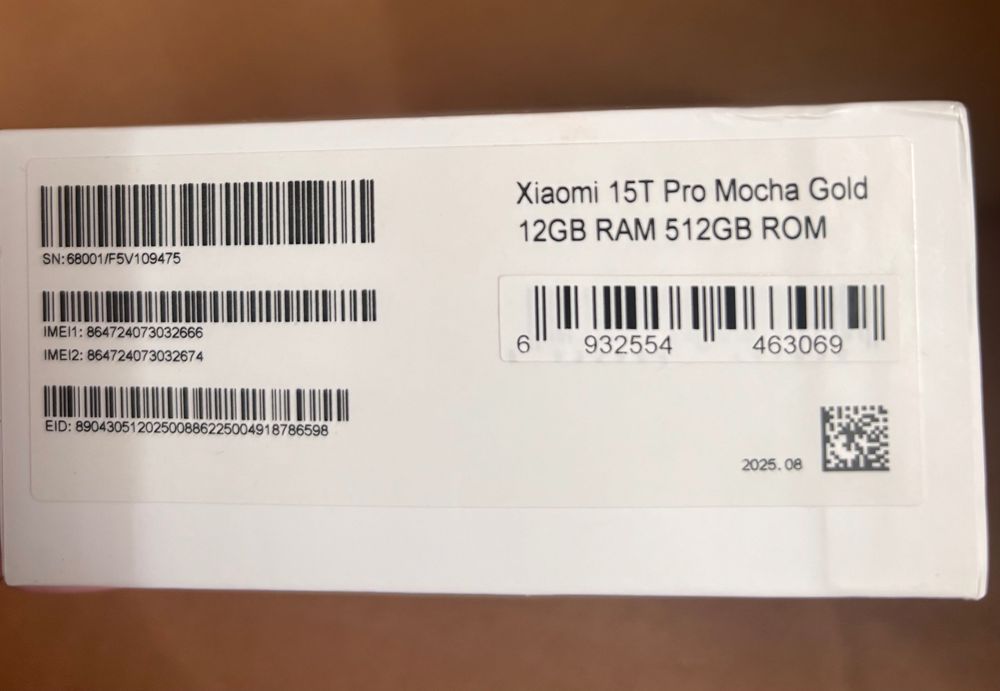 SN:68001/F5V109475
IMEI1: 864724073032666
IMEI2: 864724073032674
EID: 89043051202500886225004918786598
Xiaomi 15T Pro Mocha Gold
12GB RAM 512GB ROM
6 932554 463069
2025.08